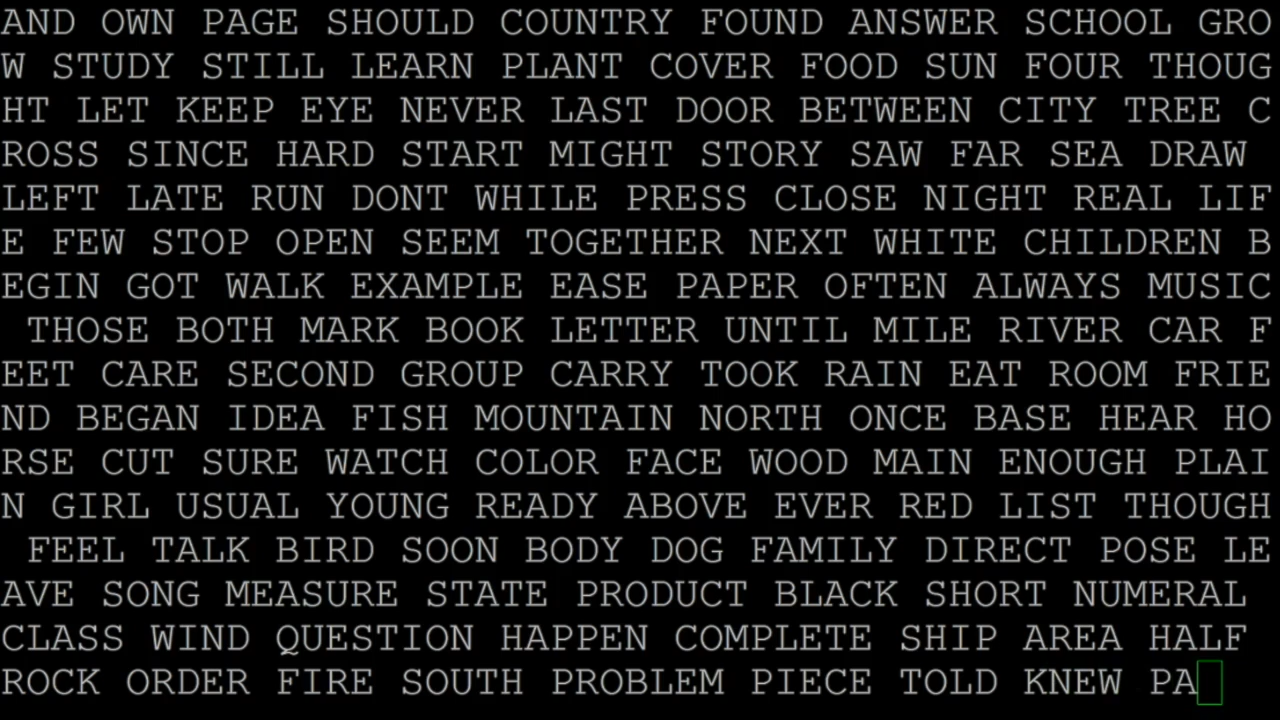 AND OWN PAGE SHOULD COUNTRY FOUND ANSWER SCHOOL GRO
W STUDY STILL LEARN PLANT COVER FOOD SUN FOUR THOUG
HT LET KEEP EYE NEVER LAST DOOR BETWEEN CITY TREE C
ROSS SINCE HARD START MIGHT STORY SAW FAR SEA DRAW
LEFT LATE RUN DONT WHILE PRESS CLOSE NIGHT REAL LIF
E FEW STOP OPEN SEEM TOGETHER NEXT WHITE CHILDREN B
EGIN GOT WALK EXAMPLE EASE PAPER OFTEN ALWAYS MUSIC
THOSE BOTH MARK BOOK LETTER UNTIL MILE RIVER CAR F
EET CARE SECOND GROUP CARRY TOOK RAIN EAT ROOM FRIE
ND BEGAN IDEA FISH MOUNTAIN NORTH ONCE BASE HEAR HO
RSE CUT SURE WATCH COLOR FACE WOOD MAIN ENOUGH PLAI
N GIRL USUAL YOUNG READY ABOVE EVER RED LIST THOUGH
FEEL TALK BIRD SOON BODY DOG FAMILY DIRECT POSE LE
AVE SONG MEASURE STATE PRODUCT BLACK SHORT NUMERAL
CLASS WIND QUESTION HAPPEN COMPLETE SHIP AREA HALF
ROCK ORDER FIRE SOUTH PROBLEM PIECE TOLD KNEW PA